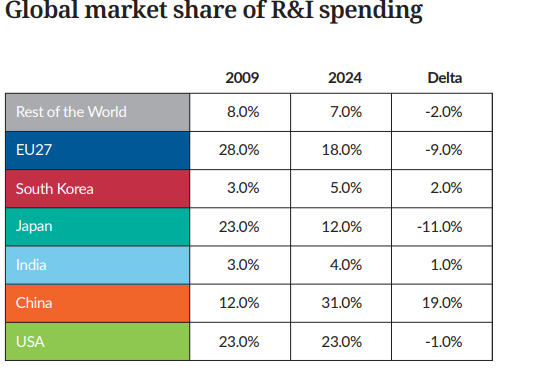 Global market share of R&I spending
2009 2024 Delta
Rest of the World 8.0% 7.0% -2.0%
EU27 28.0% 18.0% -9.0%
South Korea 3.0% 5.0% 2.0%
Japan 23.0% 12.0% -11.0%
India 3.0% 4.0% 1.0%
China 12.0% 31.0% 19.0%
USA 23.0% 23.0% -1.0%